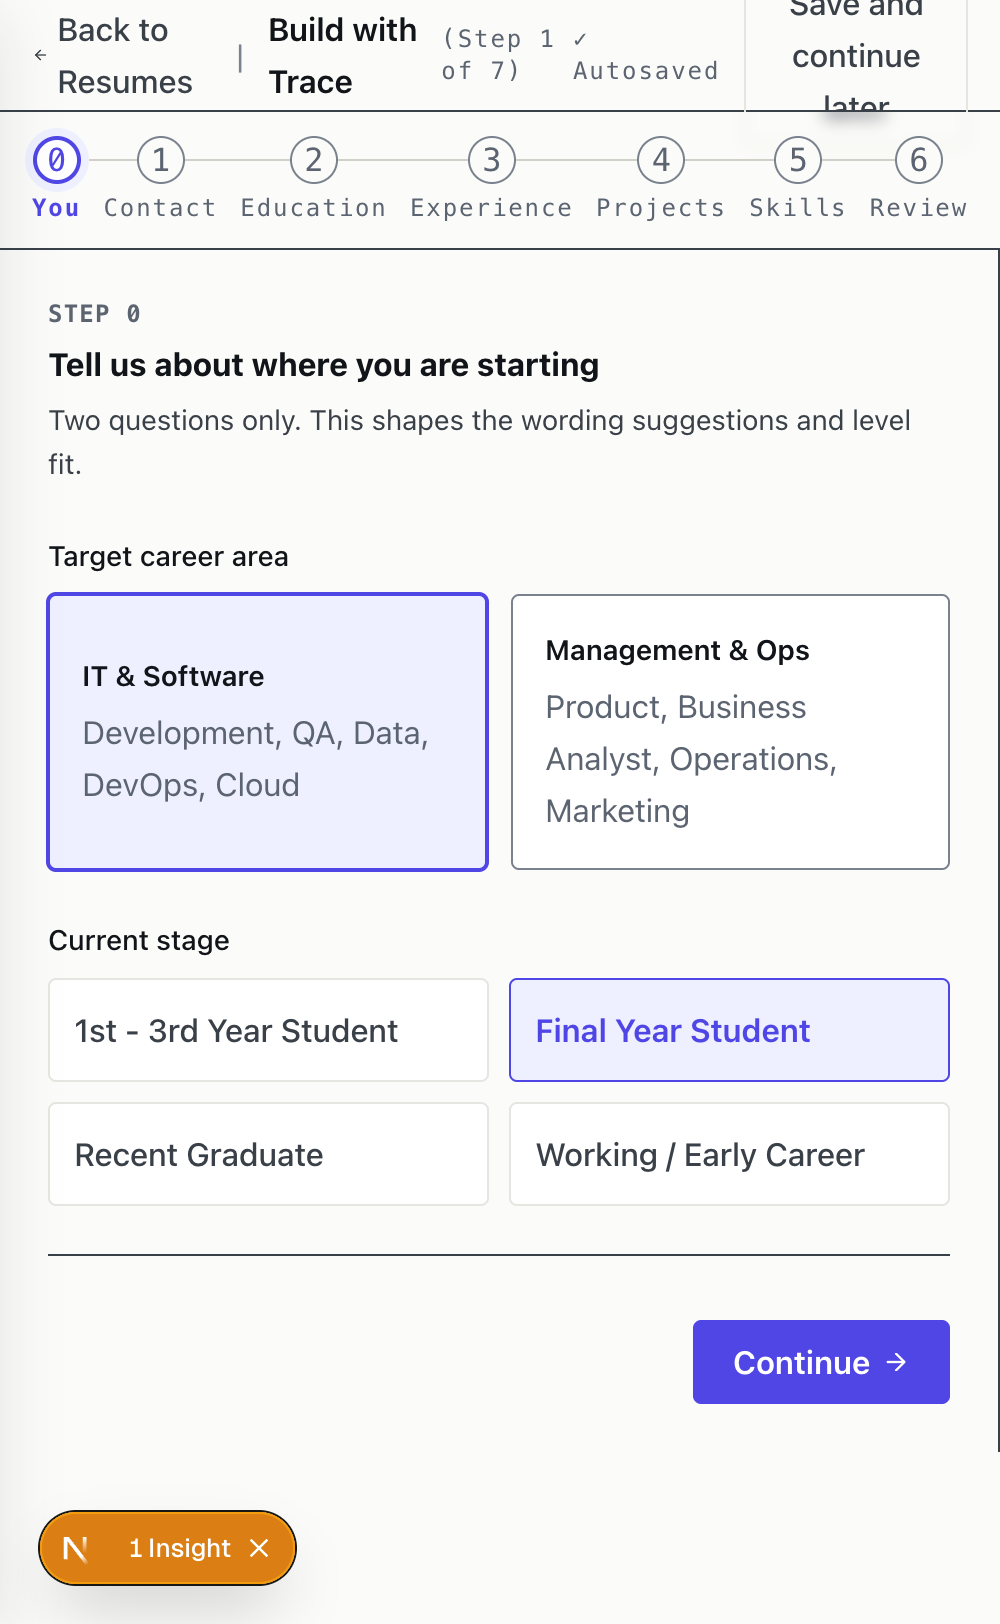 ← Back to
Resumes
|
Build with
Trace
(Step 1
of 7)
✓
Autosaved
Save and
continue
later
0
You
1
Contact
2
Education
3
Experience
4
Projects
5
Skills
6
Review
STEP 0
Tell us about where you are starting
Two questions only. This shapes the wording suggestions and level
fit.
Target career area
IT & Software
Development, QA, Data,
DevOps, Cloud
Management & Ops
Product, Business
Analyst, Operations,
Marketing
Current stage
1st - 3rd Year Student
Final Year Student
Recent Graduate
Working / Early Career
Continue →
N 1 Insight ×